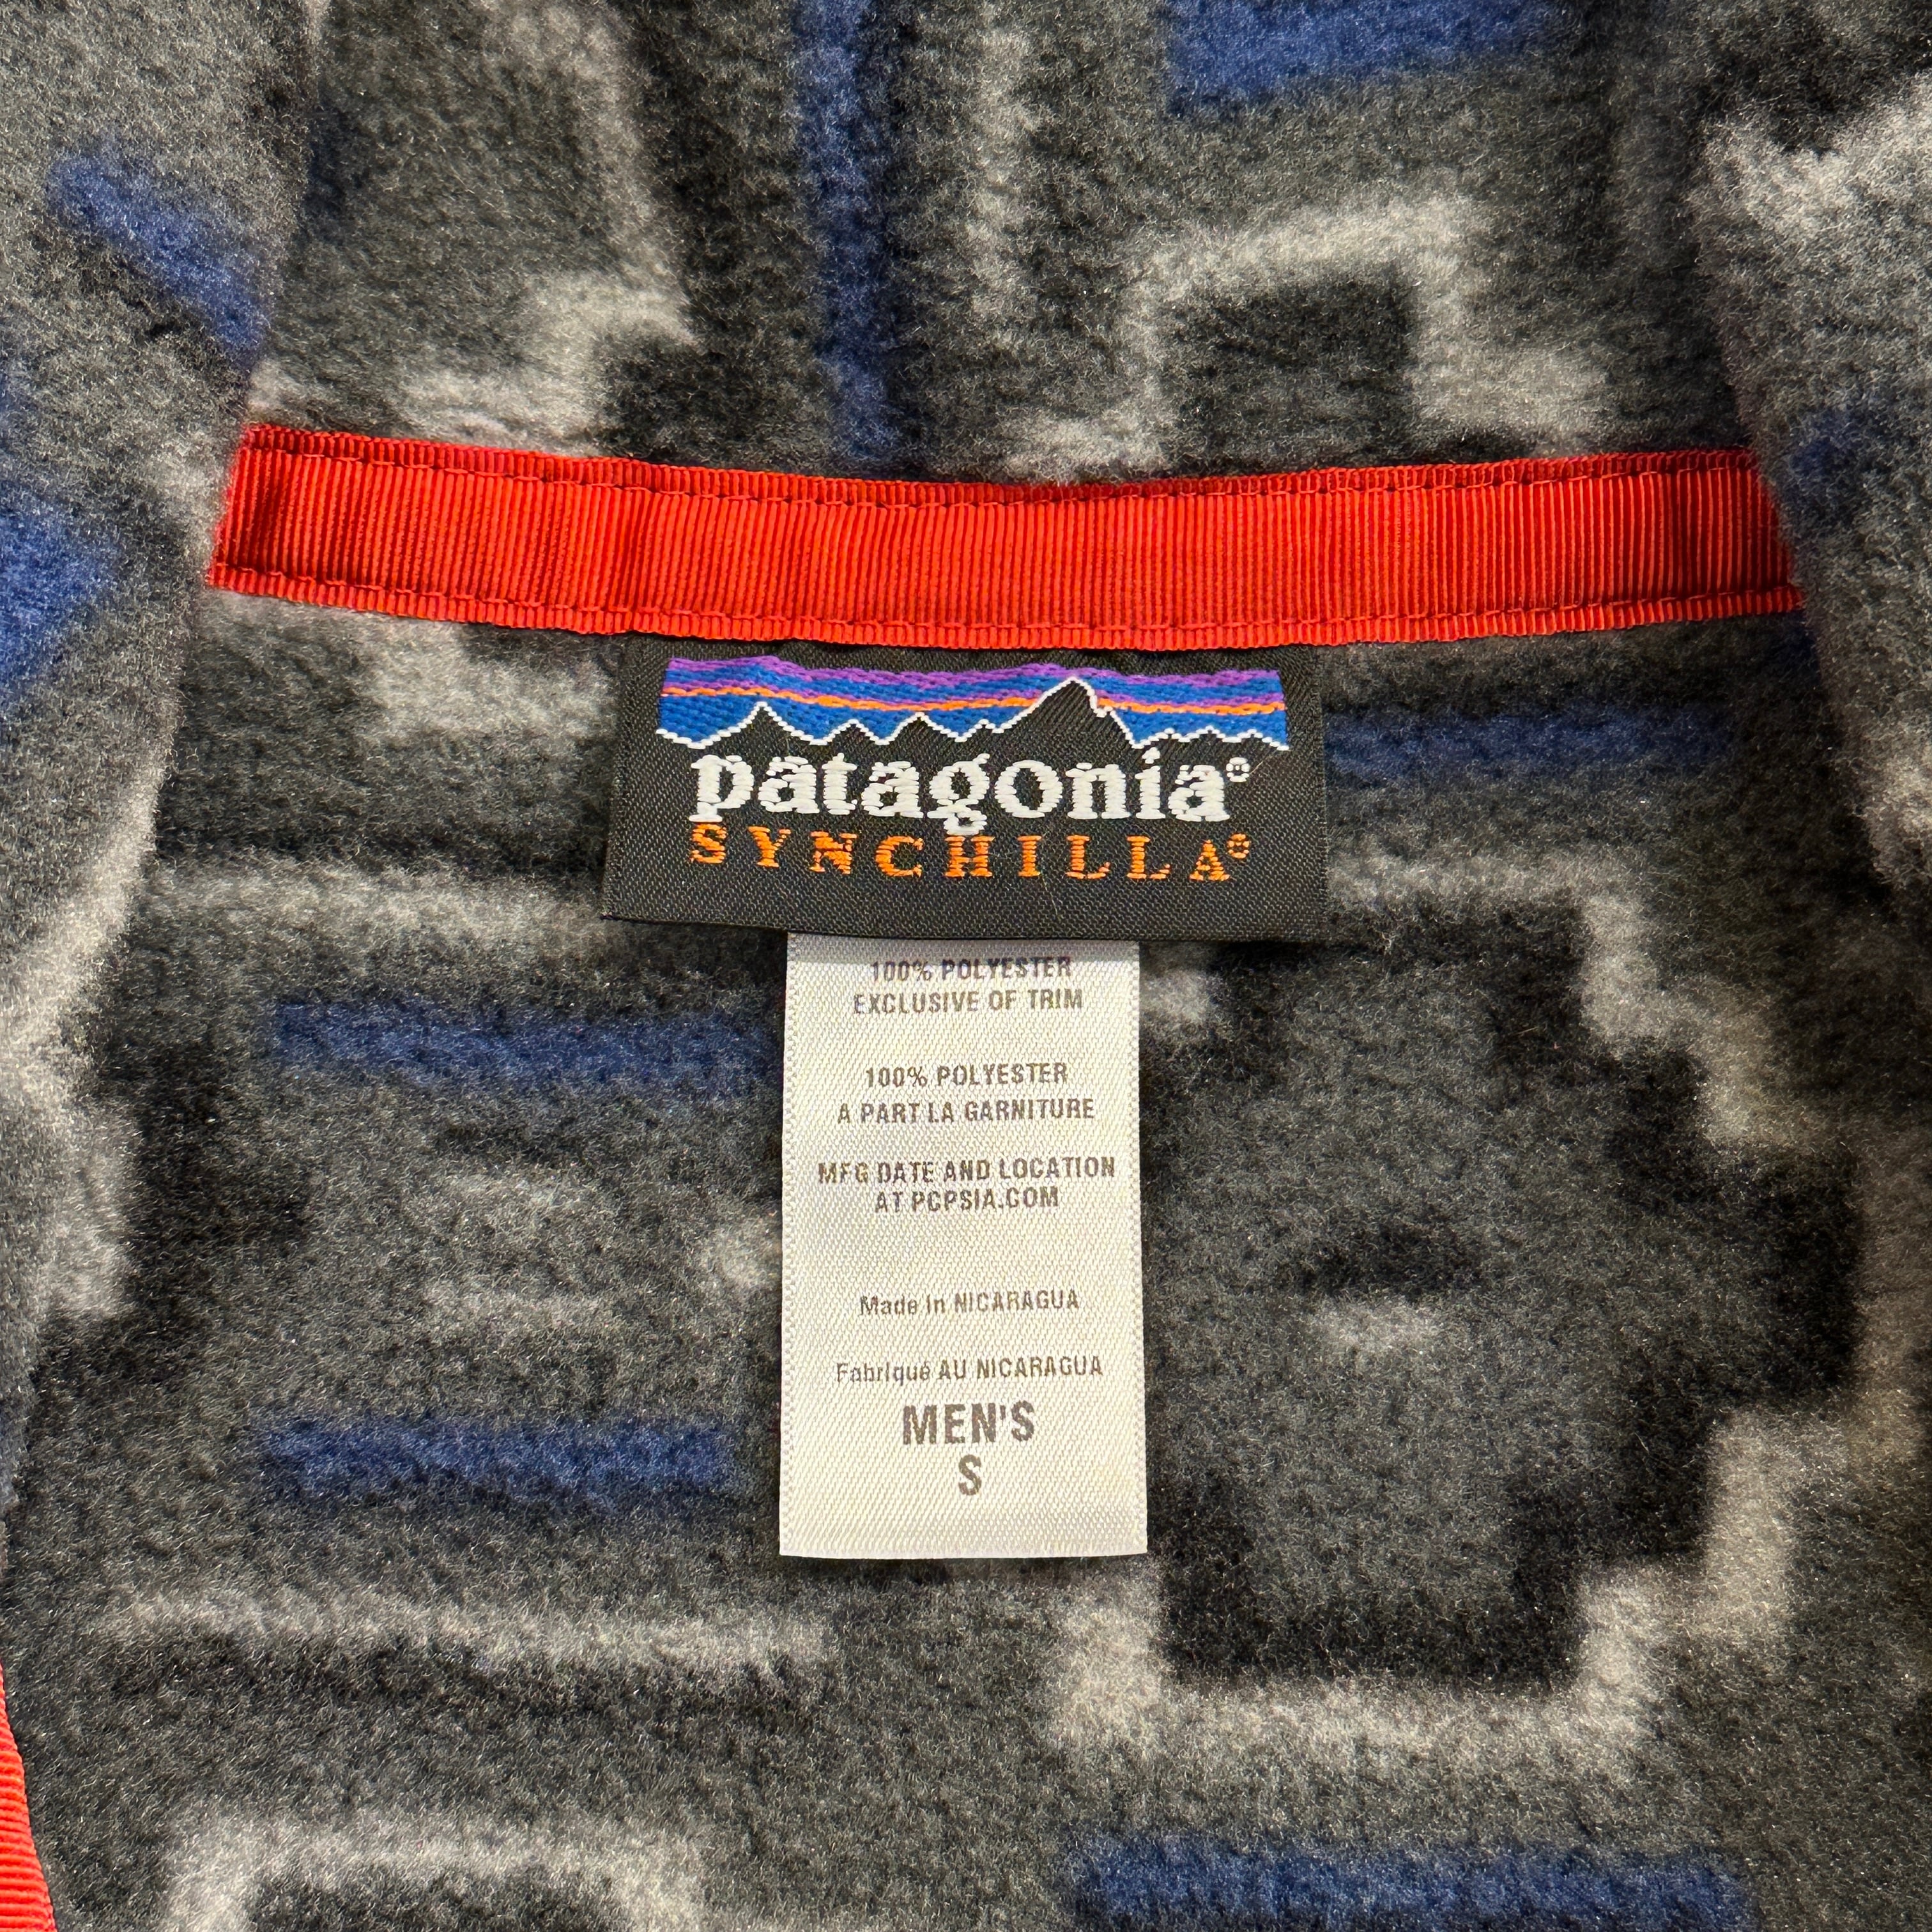 patagonia®
SYNCHILLA®
100% POLYESTER
EXCLUSIVE OF TRIM
100% POLYESTER
A PART LA GARNITURE
MFG DATE AND LOCATION
AT PCPSIA.COM
Made in NICARAGUA
Fabriqué AU NICARAGUA
MEN'S
S